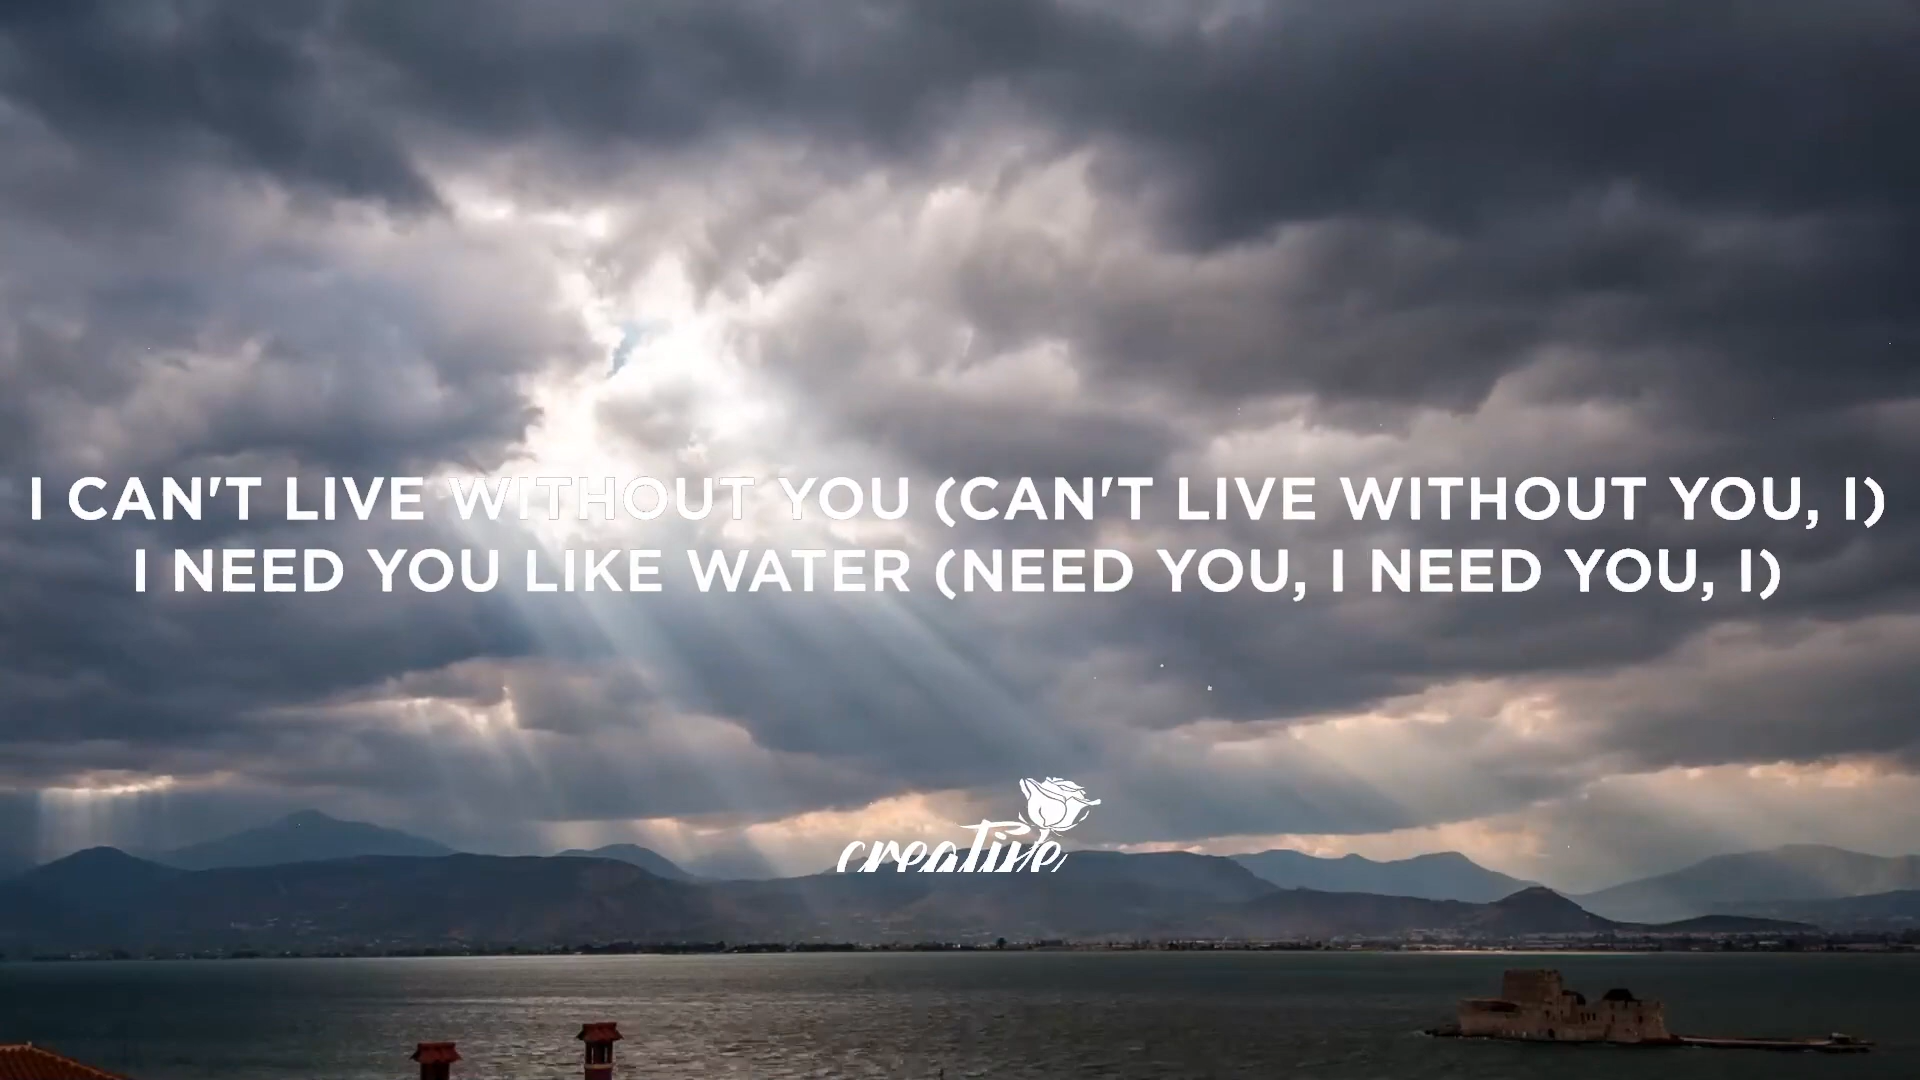 I CAN'T LIVE WITHOUT YOU (CAN'T LIVE WITHOUT YOU, I)
I NEED YOU LIKE WATER (NEED YOU, I NEED YOU, I)
creative